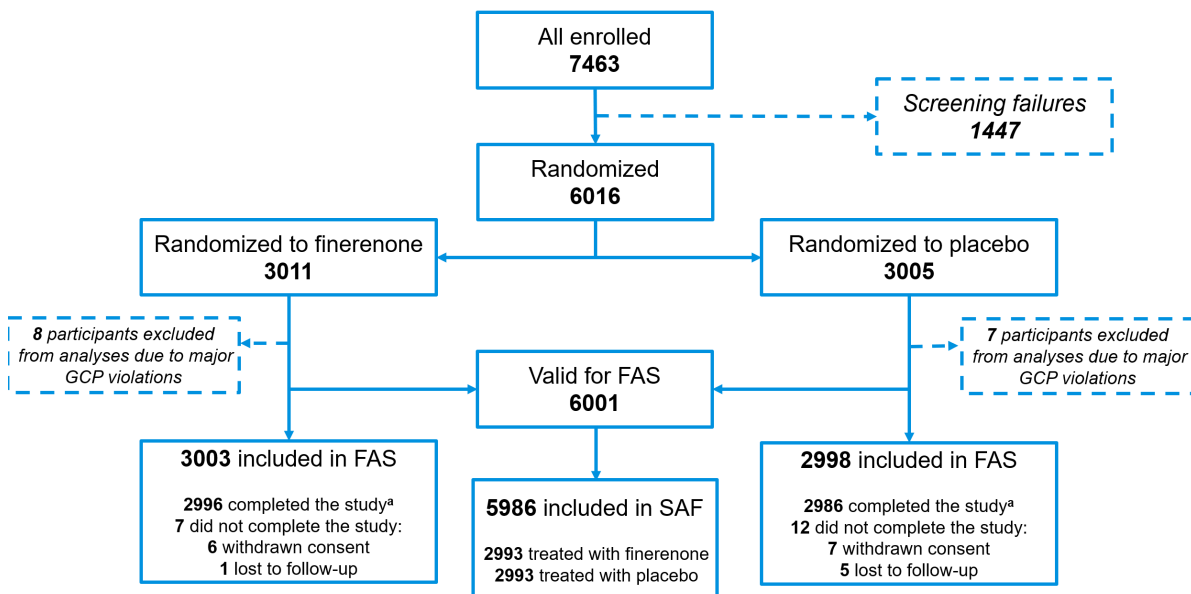 All enrolled
7463
Screening failures
1447
Randomized
6016
Randomized to finerenone
3011
Randomized to placebo
3005
8 participants excluded
from analyses due to major
GCP violations
Valid for FAS
6001
7 participants excluded
from analyses due to major
GCP violations
3003 included in FAS
2996 completed the studyᵃ
7 did not complete the study:
6 withdrawn consent
1 lost to follow-up
5986 included in SAF
2993 treated with finerenone
2993 treated with placebo
2998 included in FAS
2986 completed the studyᵃ
12 did not complete the study:
7 withdrawn consent
5 lost to follow-up